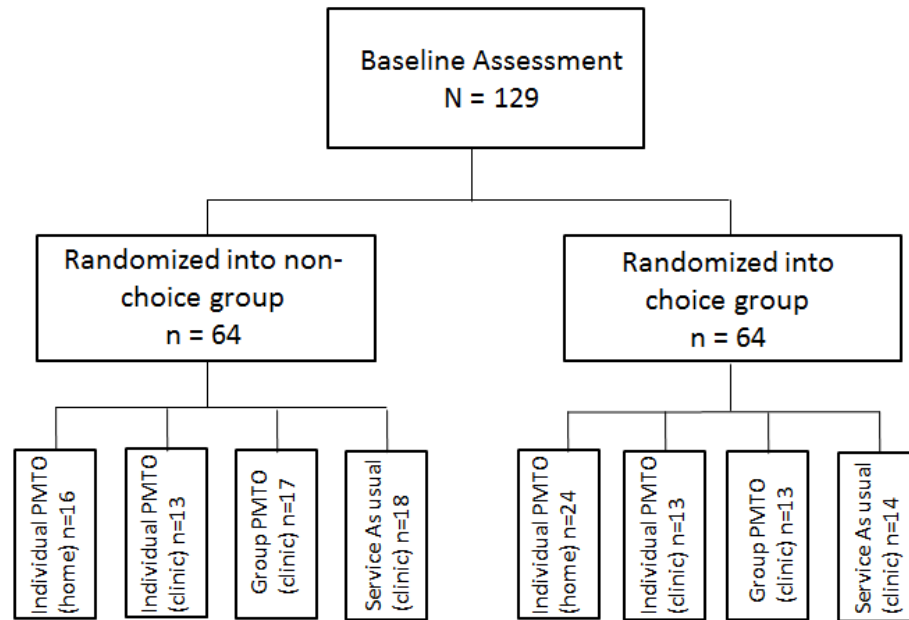 Baseline Assessment
N = 129
Randomized into non-
choice group
n = 64
Randomized into
choice group
n = 64
Individual PMTO
(home) n=16
Individual PMTO
(clinic) n=13
Group PMTO
(clinic) n=17
Service As usual
(clinic) n=18
Individual PMTO
(home) n=24
Individual PMTO
(clinic) n=13
Group PMTO
(clinic) n=13
Service As usual
(clinic) n=14